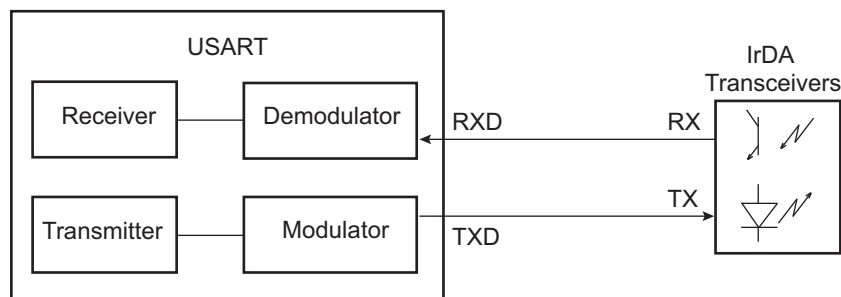 USART
IrDA
Transceivers
Receiver
Demodulator
RXD
RX
Transmitter
Modulator
TXD
TX